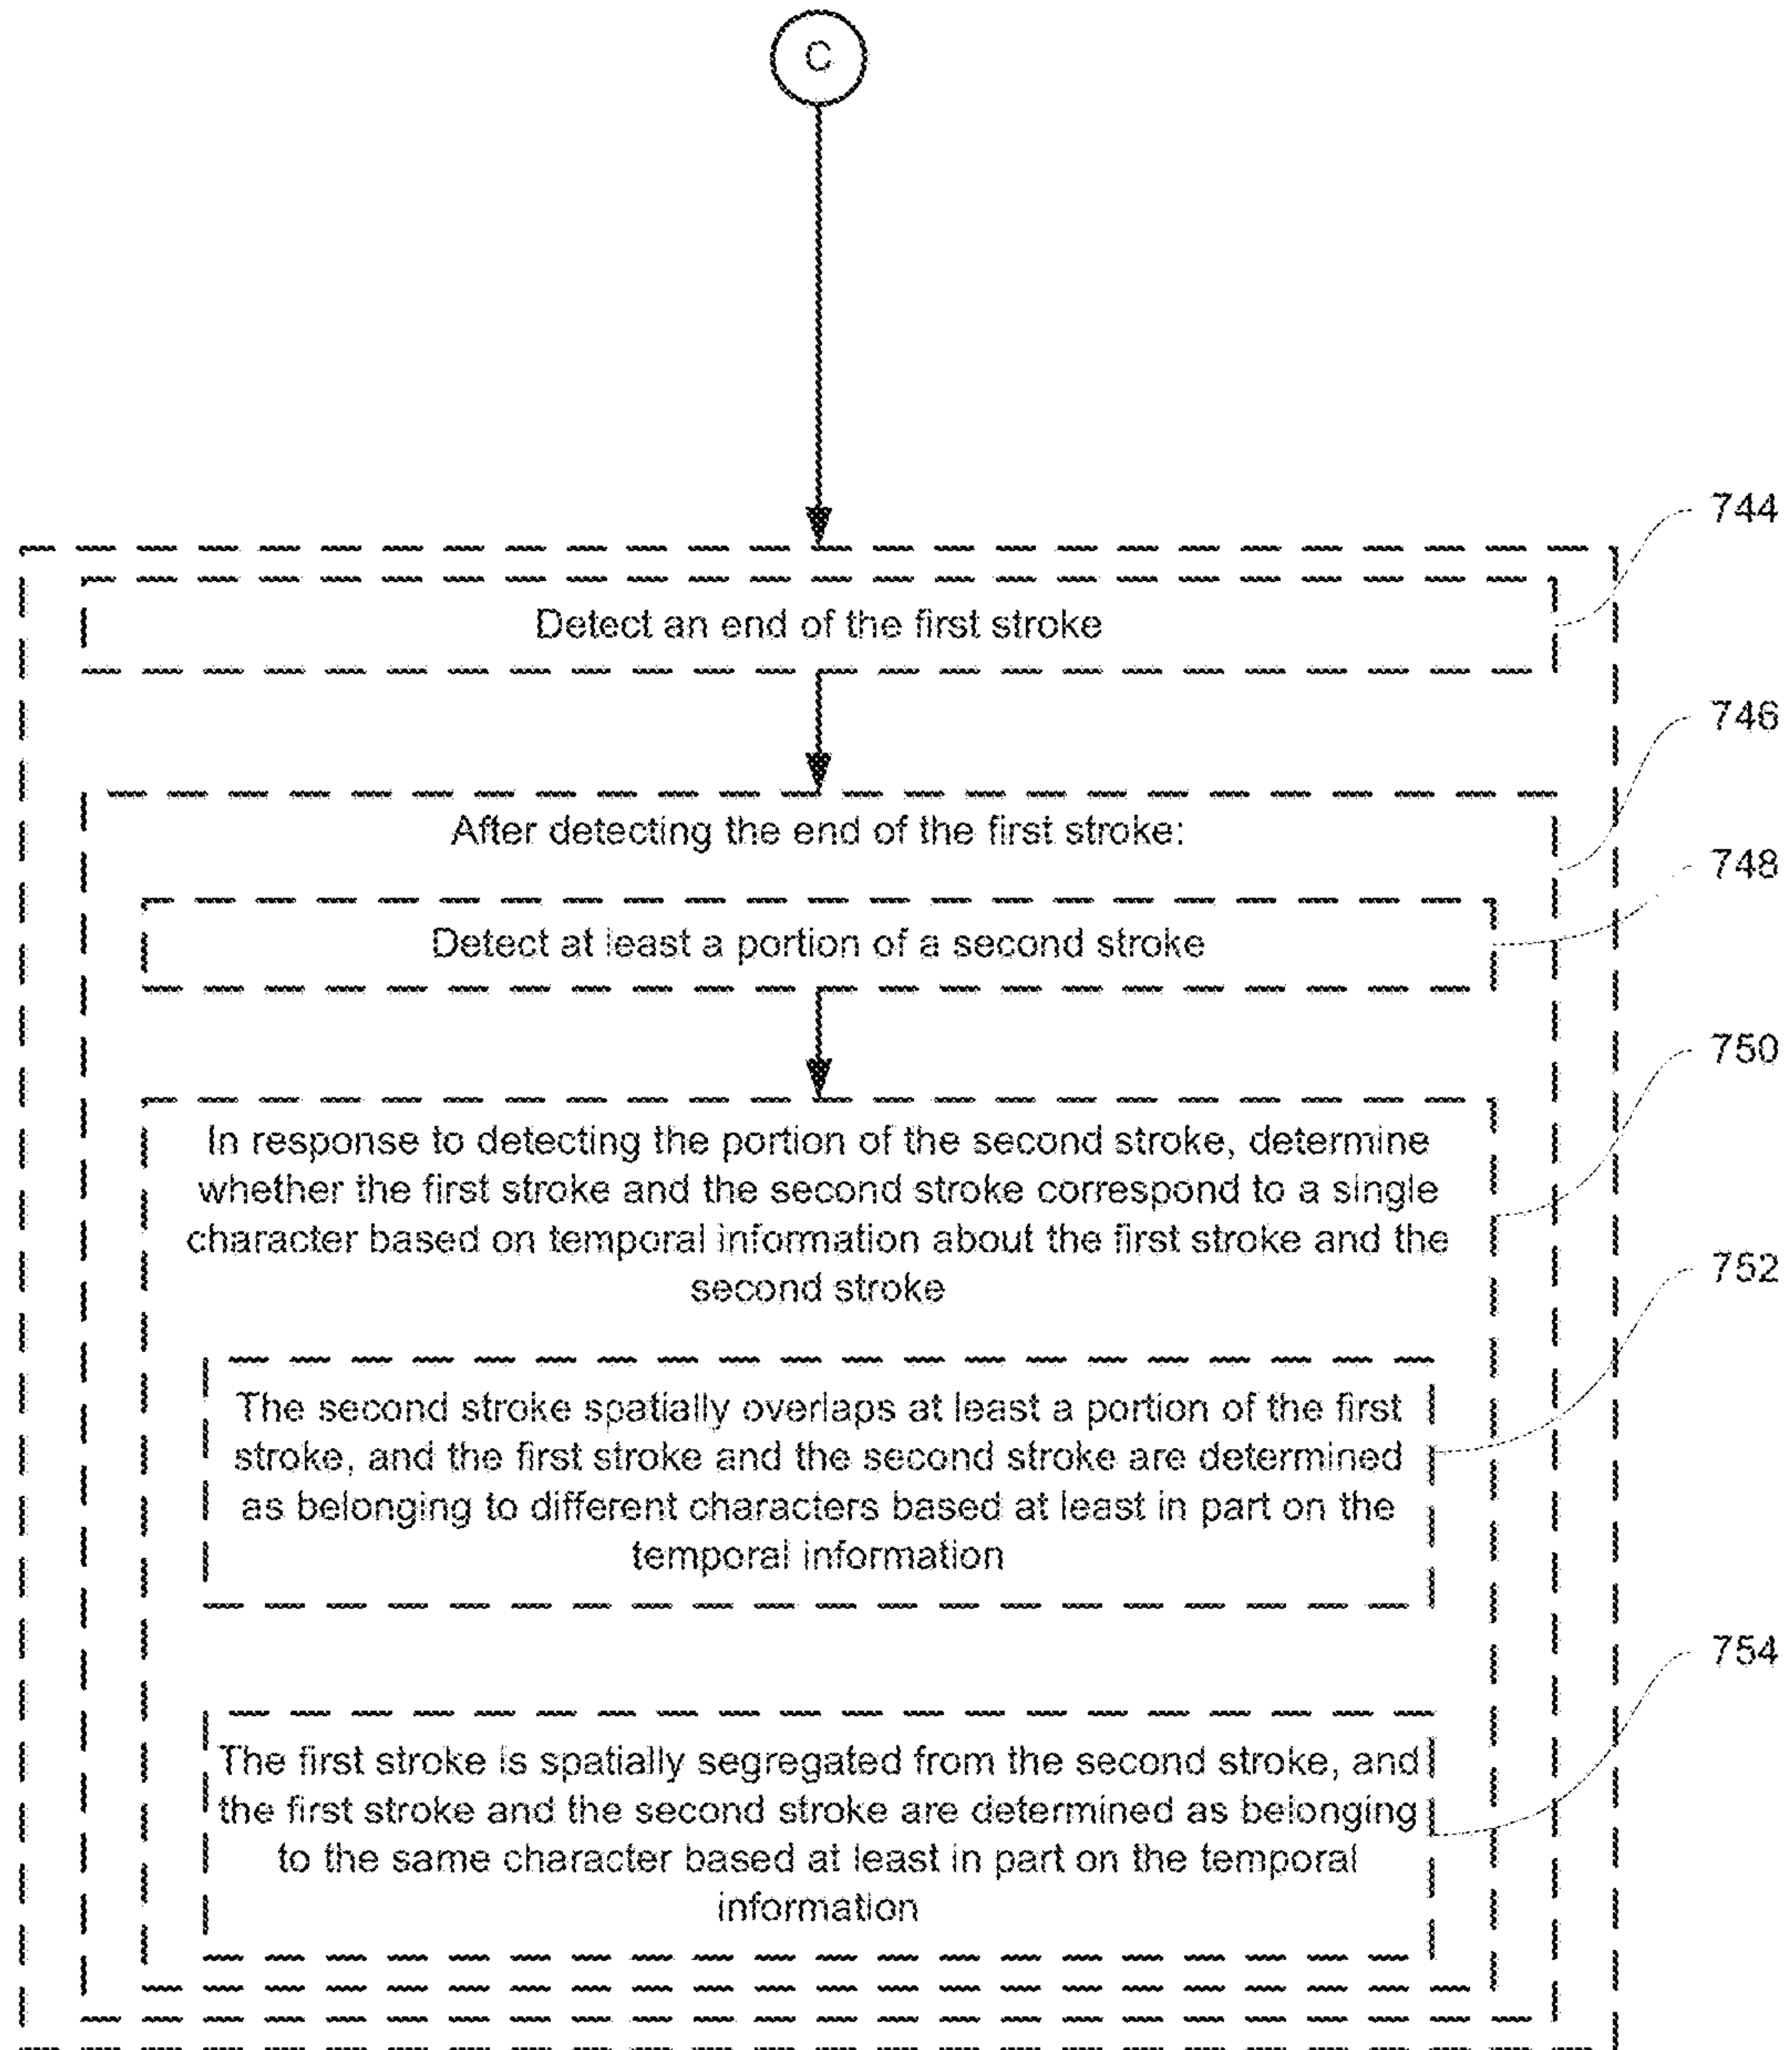 C
744
Detect an end of the first stroke
746
After detecting the end of the first stroke:
748
Detect at least a portion of a second stroke
750
In response to detecting the portion of the second stroke, determine
whether the first stroke and the second stroke correspond to a single
character based on temporal information about the first stroke and the
second stroke
752
The second stroke spatially overlaps at least a portion of the first
stroke, and the first stroke and the second stroke are determined
as belonging to different characters based at least in part on the
temporal information
754
The first stroke is spatially segregated from the second stroke, and
the first stroke and the second stroke are determined as belonging
to the same character based at least in part on the temporal
information